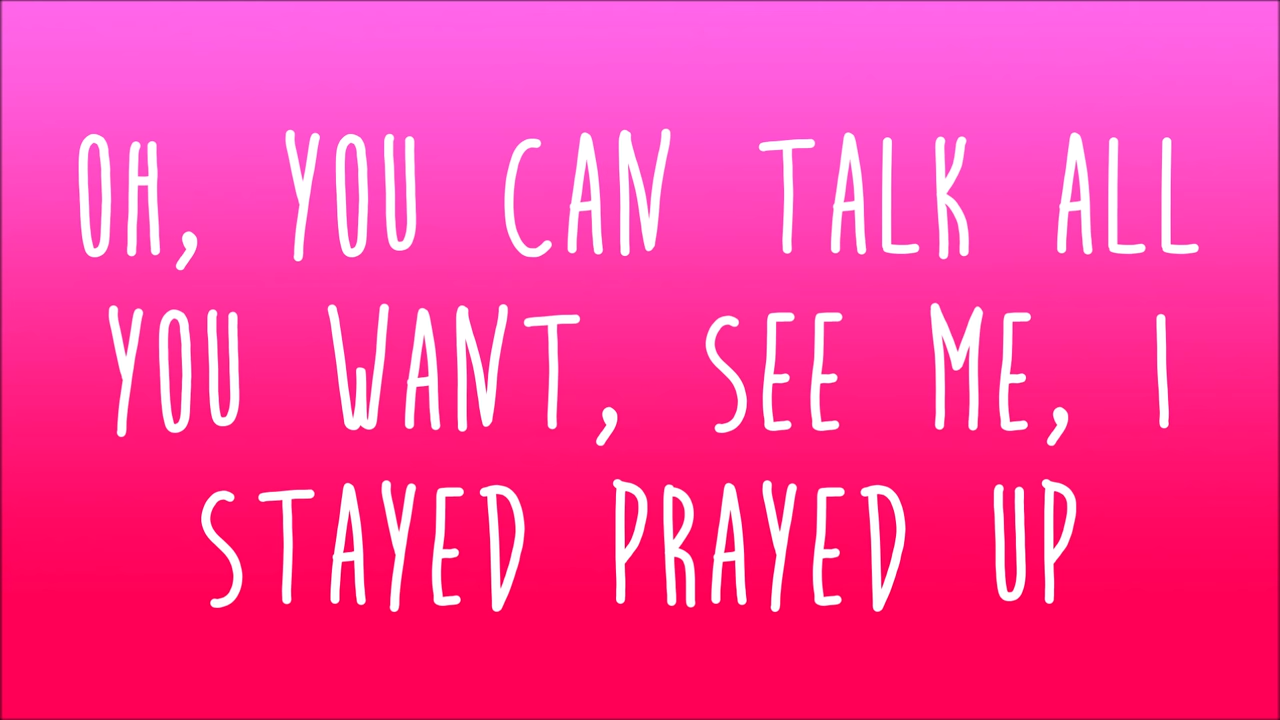 OH, YOU CAN TALK ALL
YOU WANT, SEE ME, I
STAYED PRAYED UP